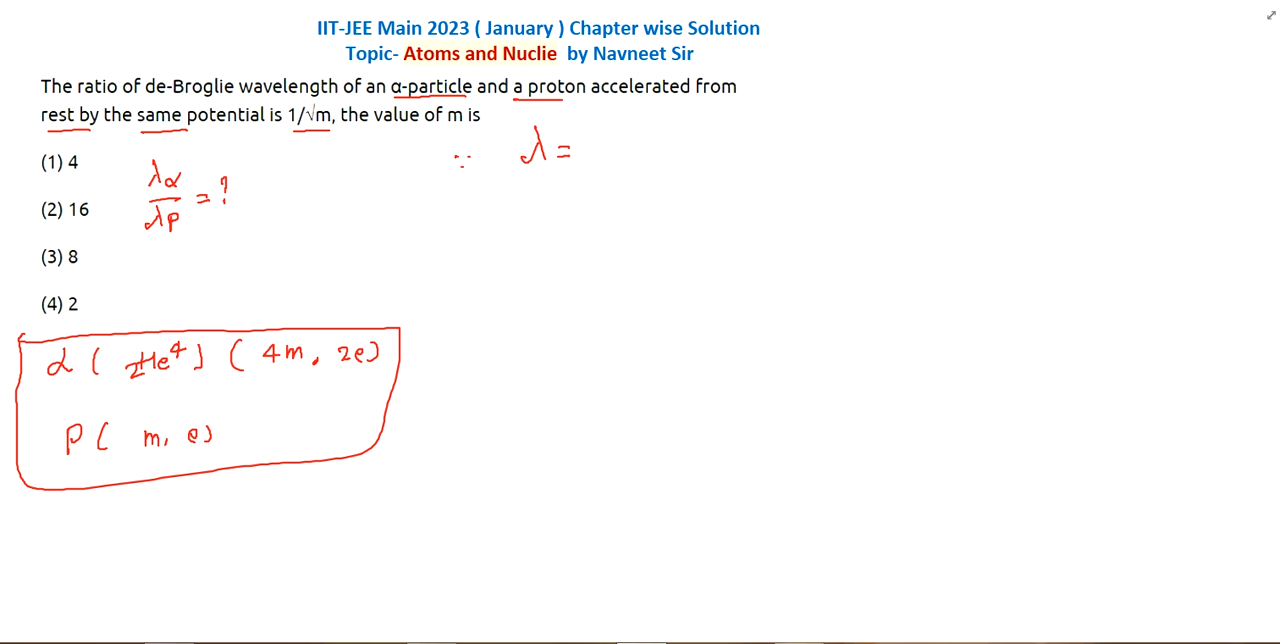 IIT-JEE Main 2023 ( January ) Chapter wise Solution
Topic- Atoms and Nuclie by Navneet Sir
The ratio of de-Broglie wavelength of an α-particle and a proton accelerated from
rest by the same potential is 1/√m, the value of m is
∵ λ =
(1) 4
λα / λp = ?
(2) 16
(3) 8
(4) 2
α ( ₂He⁴ ) ( 4m, 2e)
P ( m, e)